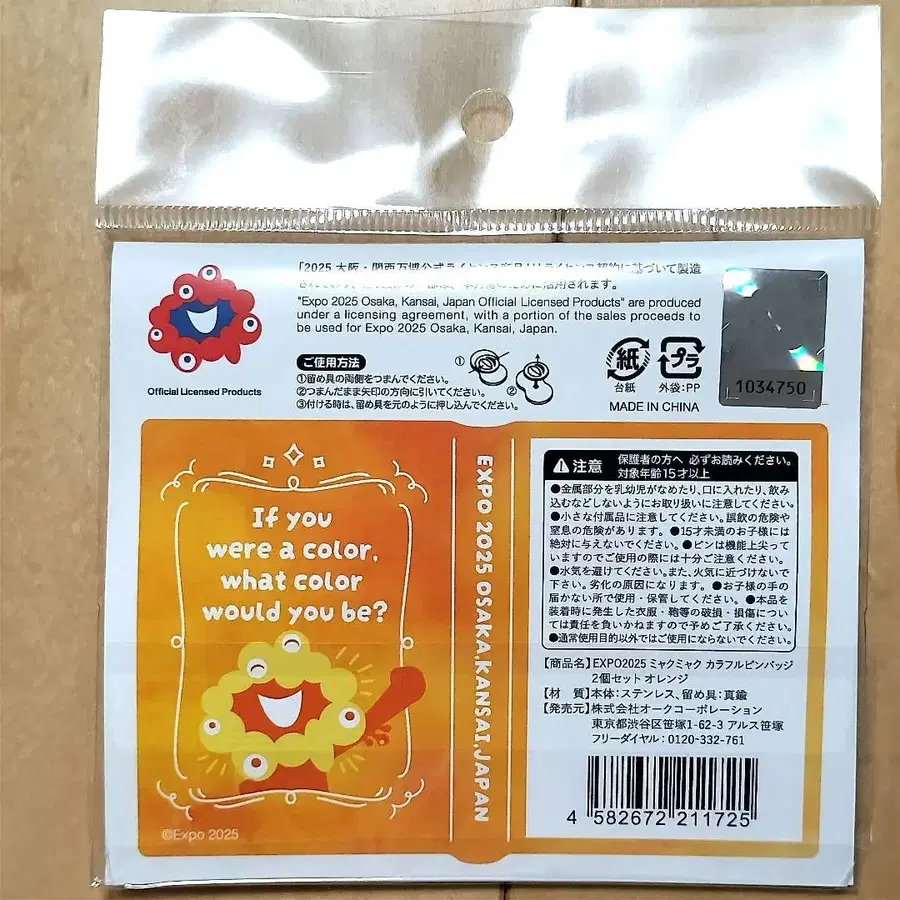 「2025 大阪・関西万博公式ライセンス商品」はライセンス契約に基づいて製造
活用されます。
"Expo 2025 Osaka, Kansai, Japan Official Licensed Products" are produced
under a licensing agreement, with a portion of the sales proceeds to
be used for Expo 2025 Osaka, Kansai, Japan.
Official Licensed Products
ご使用方法
①留め具の両側をつまんでください。
②つまんだまま矢印の方向に引いてください。
③付ける時は、留め具を元のように押し込んでください。
①
②
紙
台紙
プラ
外袋:PP
MADE IN CHINA
1034750
If you
were a color,
what color
would you be?
©Expo 2025
EXPO 2025 OSAKA,KANSAI,JAPAN
注意
保護者の方へ 必ずお読みください。
対象年齢15才以上
●金属部分を乳幼児がなめたり、口に入れたり、飲み
込むなどしないようにお取り扱いに注意してください。
●小さな付属品に注意してください。誤飲の危険や
窒息の危険があります。●15才未満のお子様には
絶対に与えないでください。●ピンは機能上尖って
いますのでご使用の際には十分ご注意ください。
●水気を避けてください。また、火気に近づけないで
下さい。劣化の原因になります。●お子様の手の
届かない所で使用・保管してください。●本品を
装着時に発生した衣服・鞄等の破損・損傷につい
ては責任を負いかねますので予めご了承ください。
●通常使用目的以外ではご使用にならないでください。
【商品名】EXPO2025 ミャクミャク カラフルピンバッジ
2個セット オレンジ
【材 質】本体:ステンレス、留め具:真鍮
【発売元】株式会社オークコーポレーション
東京都渋谷区笹塚1-62-3 アルス笹塚
フリーダイヤル:0120-332-761
4 582672 211725